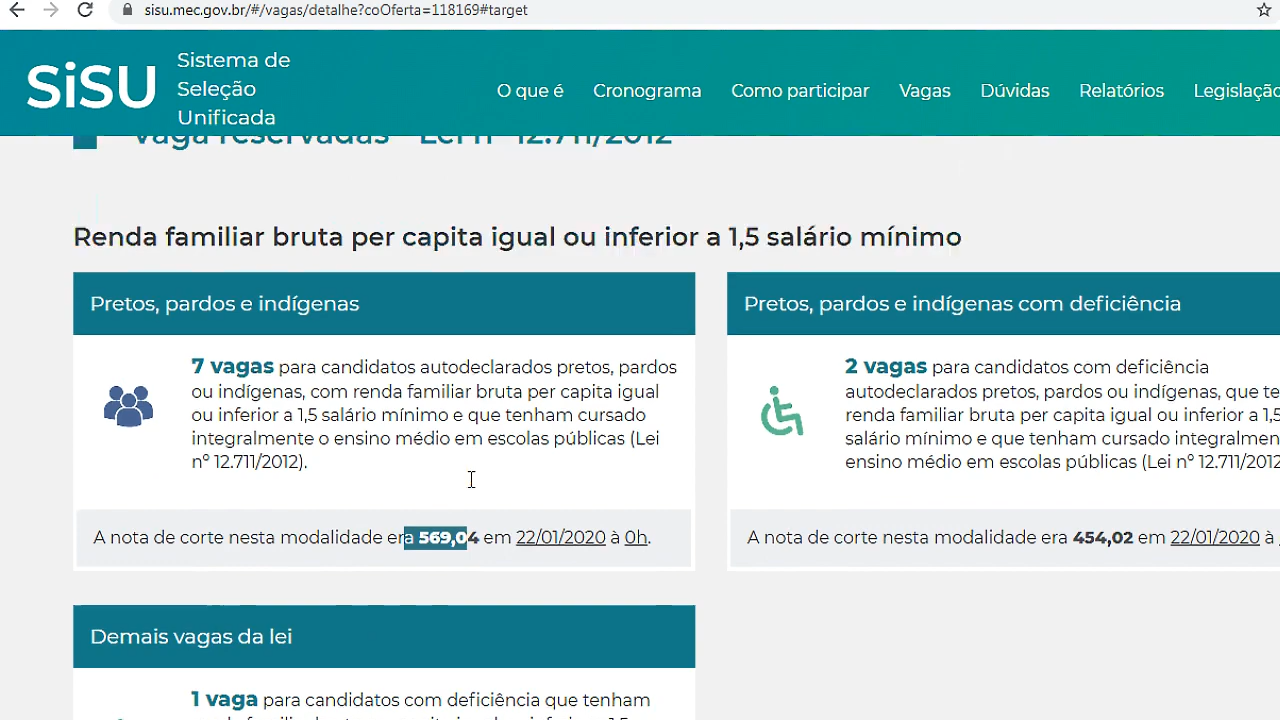 sisu.mec.gov.br/#/vagas/detalhe?coOferta=118169#target
SiSU
Sistema de
Seleção
Unificada
O que é Cronograma Como participar Vagas Dúvidas Relatórios Legislação
Vaga reservadas - Lei nº 12.711/2012
Renda familiar bruta per capita igual ou inferior a 1,5 salário mínimo
Pretos, pardos e indígenas
7 vagas para candidatos autodeclarados pretos, pardos
ou indígenas, com renda familiar bruta per capita igual
ou inferior a 1,5 salário mínimo e que tenham cursado
integralmente o ensino médio em escolas públicas (Lei
nº 12.711/2012).
A nota de corte nesta modalidade era 569,04 em 22/01/2020 à 0h.
Pretos, pardos e indígenas com deficiência
2 vagas para candidatos com deficiência
autodeclarados pretos, pardos ou indígenas, que te
renda familiar bruta per capita igual ou inferior a 1,5
salário mínimo e que tenham cursado integralmen
ensino médio em escolas públicas (Lei nº 12.711/2012
A nota de corte nesta modalidade era 454,02 em 22/01/2020 à
Demais vagas da lei
1 vaga para candidatos com deficiência que tenham